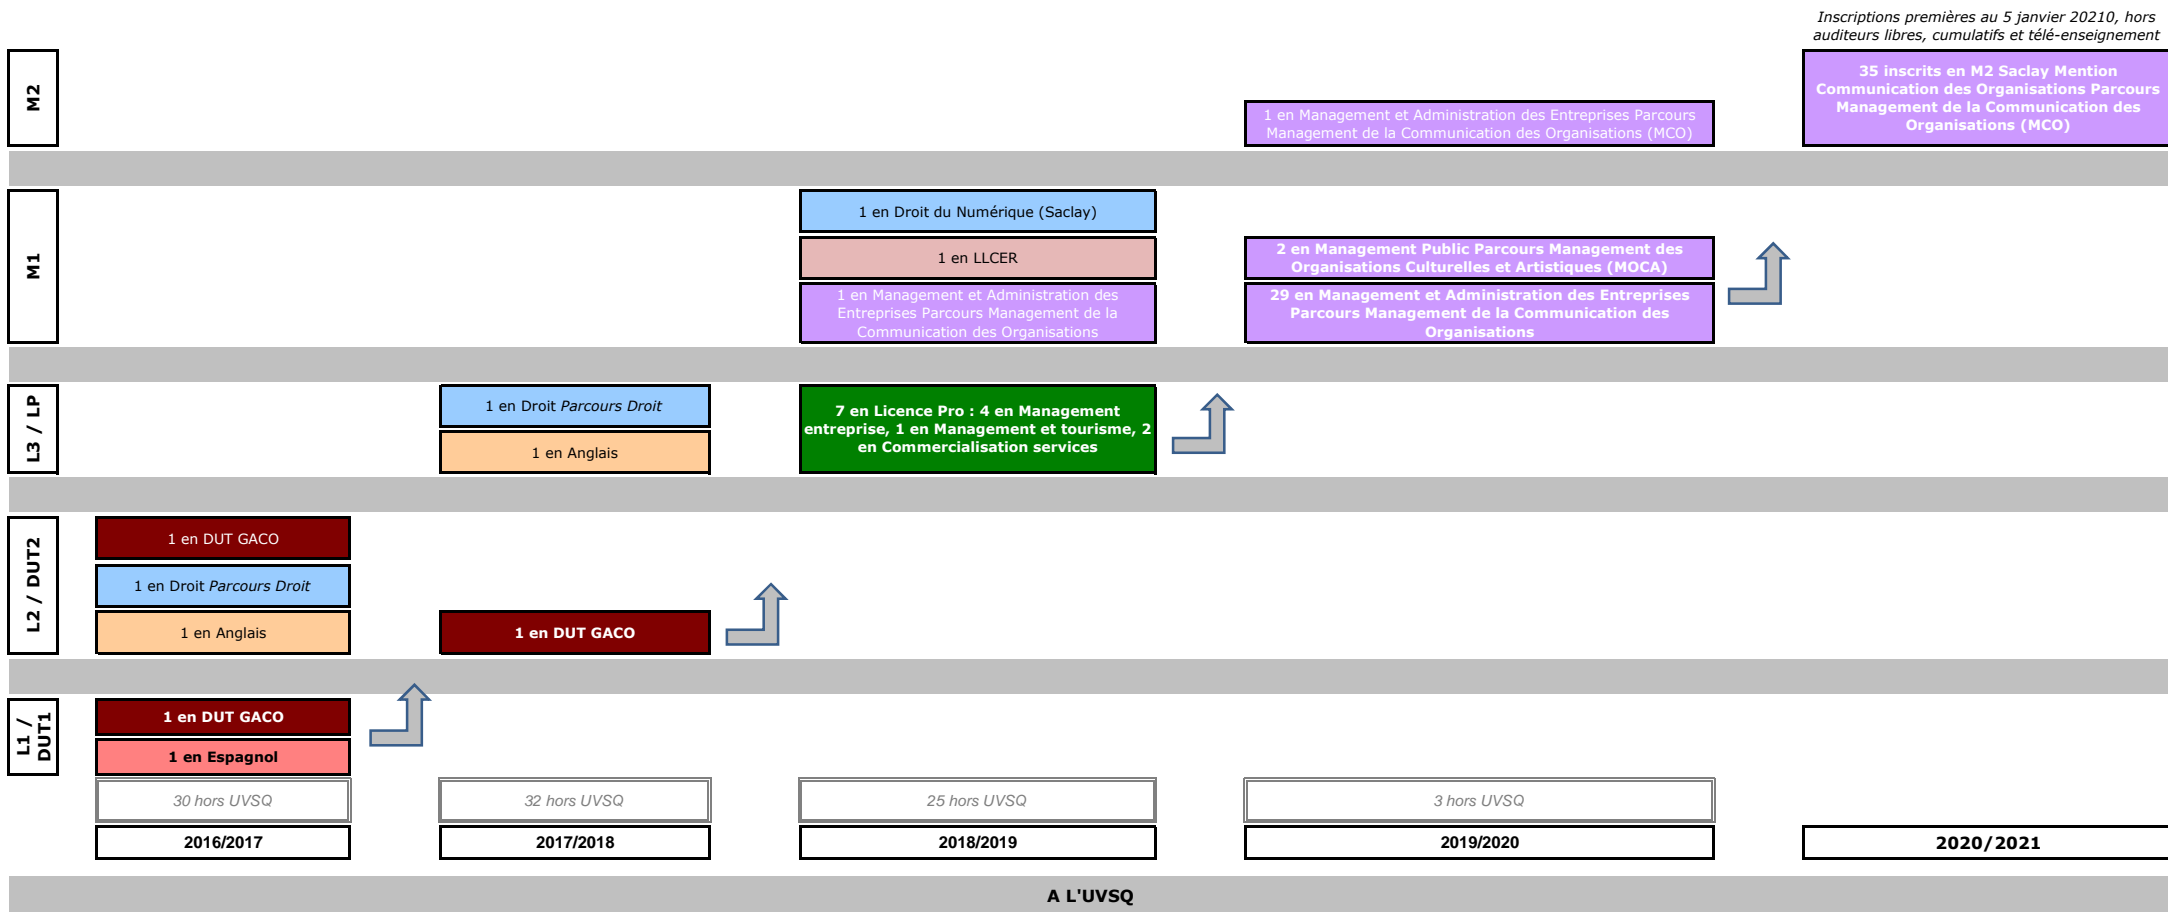 Inscriptions premières au 5 janvier 20210, hors
auditeurs libres, cumulatifs et télé-enseignement
M2
1 en Management et Administration des Entreprises Parcours
Management de la Communication des Organisations (MCO)
35 inscrits en M2 Saclay Mention
Communication des Organisations Parcours
Management de la Communication des
Organisations (MCO)
M1
1 en Droit du Numérique (Saclay)
1 en LLCER
1 en Management et Administration des
Entreprises Parcours Management de la
Communication des Organisations
2 en Management Public Parcours Management des
Organisations Culturelles et Artistiques (MOCA)
29 en Management et Administration des Entreprises
Parcours Management de la Communication des
Organisations
L3 / LP
1 en Droit Parcours Droit
1 en Anglais
7 en Licence Pro : 4 en Management
entreprise, 1 en Management et tourisme, 2
en Commercialisation services
L2 / DUT2
1 en DUT GACO
1 en Droit Parcours Droit
1 en Anglais
1 en DUT GACO
L1 /
DUT1
1 en DUT GACO
1 en Espagnol
30 hors UVSQ
32 hors UVSQ
25 hors UVSQ
3 hors UVSQ
2016/2017
2017/2018
2018/2019
2019/2020
2020/2021
A L'UVSQ